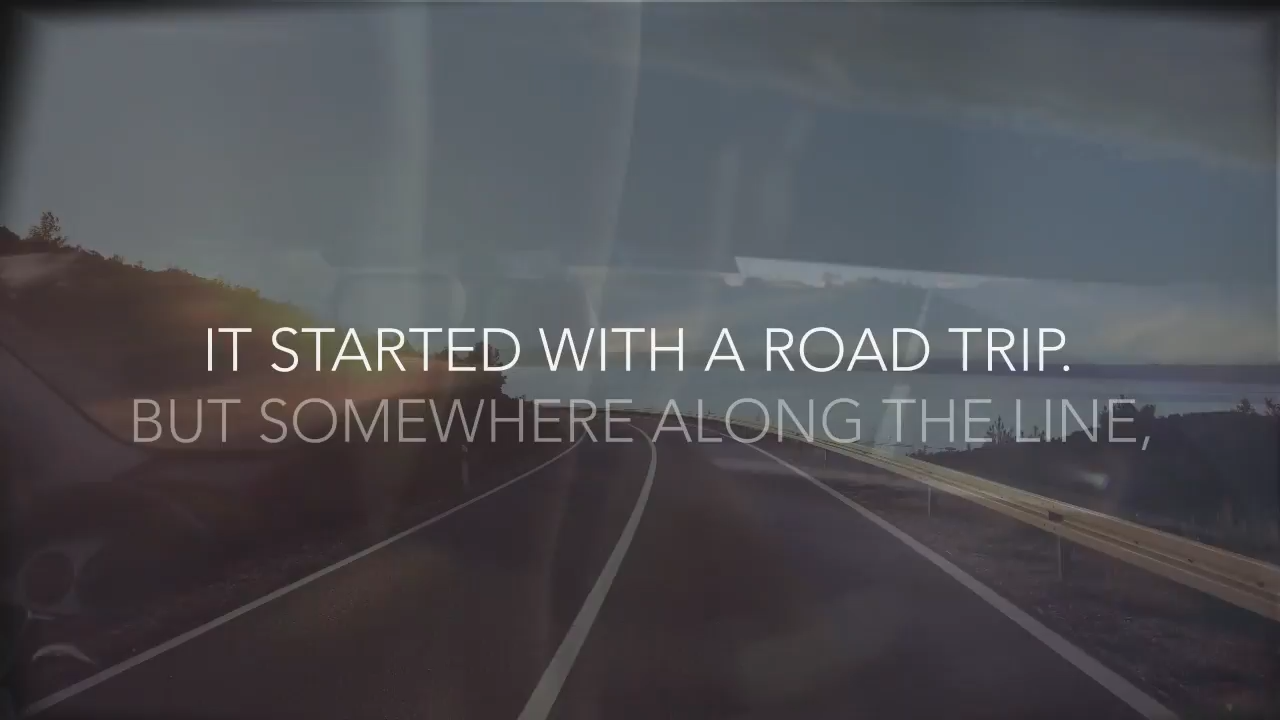 IT STARTED WITH A ROAD TRIP.
BUT SOMEWHERE ALONG THE LINE,